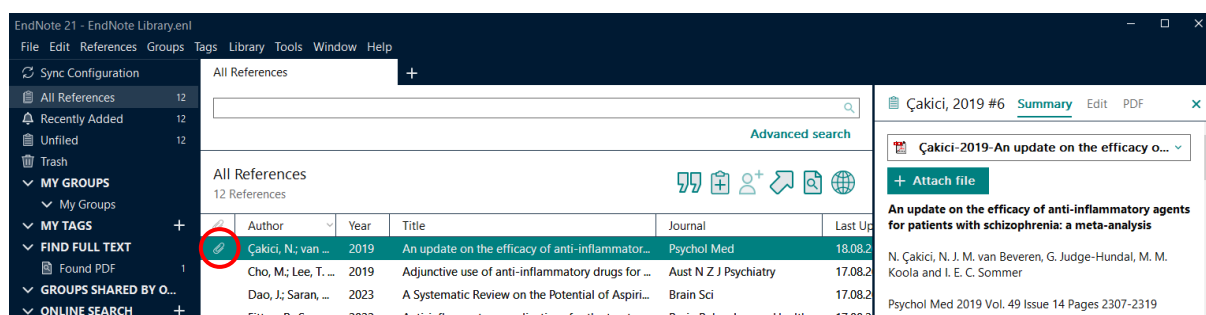 EndNote 21 - EndNote Library.enl
File Edit References Groups Tags Library Tools Window Help
Sync Configuration
All References 12
Recently Added 12
Unfiled 12
Trash
MY GROUPS
My Groups
MY TAGS +
FIND FULL TEXT
Found PDF 1
GROUPS SHARED BY O...
ONLINE SEARCH +
All References +
Advanced search
All References
12 References
Author Year Title Journal Last Up
Çakici, N.; van ... 2019 An update on the efficacy of anti-inflammator... Psychol Med 18.08.2
Cho, M.; Lee, T. ... 2019 Adjunctive use of anti-inflammatory drugs for ... Aust N Z J Psychiatry 17.08.2
Dao, J.; Saran, ... 2023 A Systematic Review on the Potential of Aspiri... Brain Sci 17.08.2
Çakici, 2019 #6 Summary Edit PDF
Çakici-2019-An update on the efficacy o...
+ Attach file
An update on the efficacy of anti-inflammatory agents
for patients with schizophrenia: a meta-analysis
N. Çakici, N. J. M. van Beveren, G. Judge-Hundal, M. M.
Koola and I. E. C. Sommer
Psychol Med 2019 Vol. 49 Issue 14 Pages 2307-2319